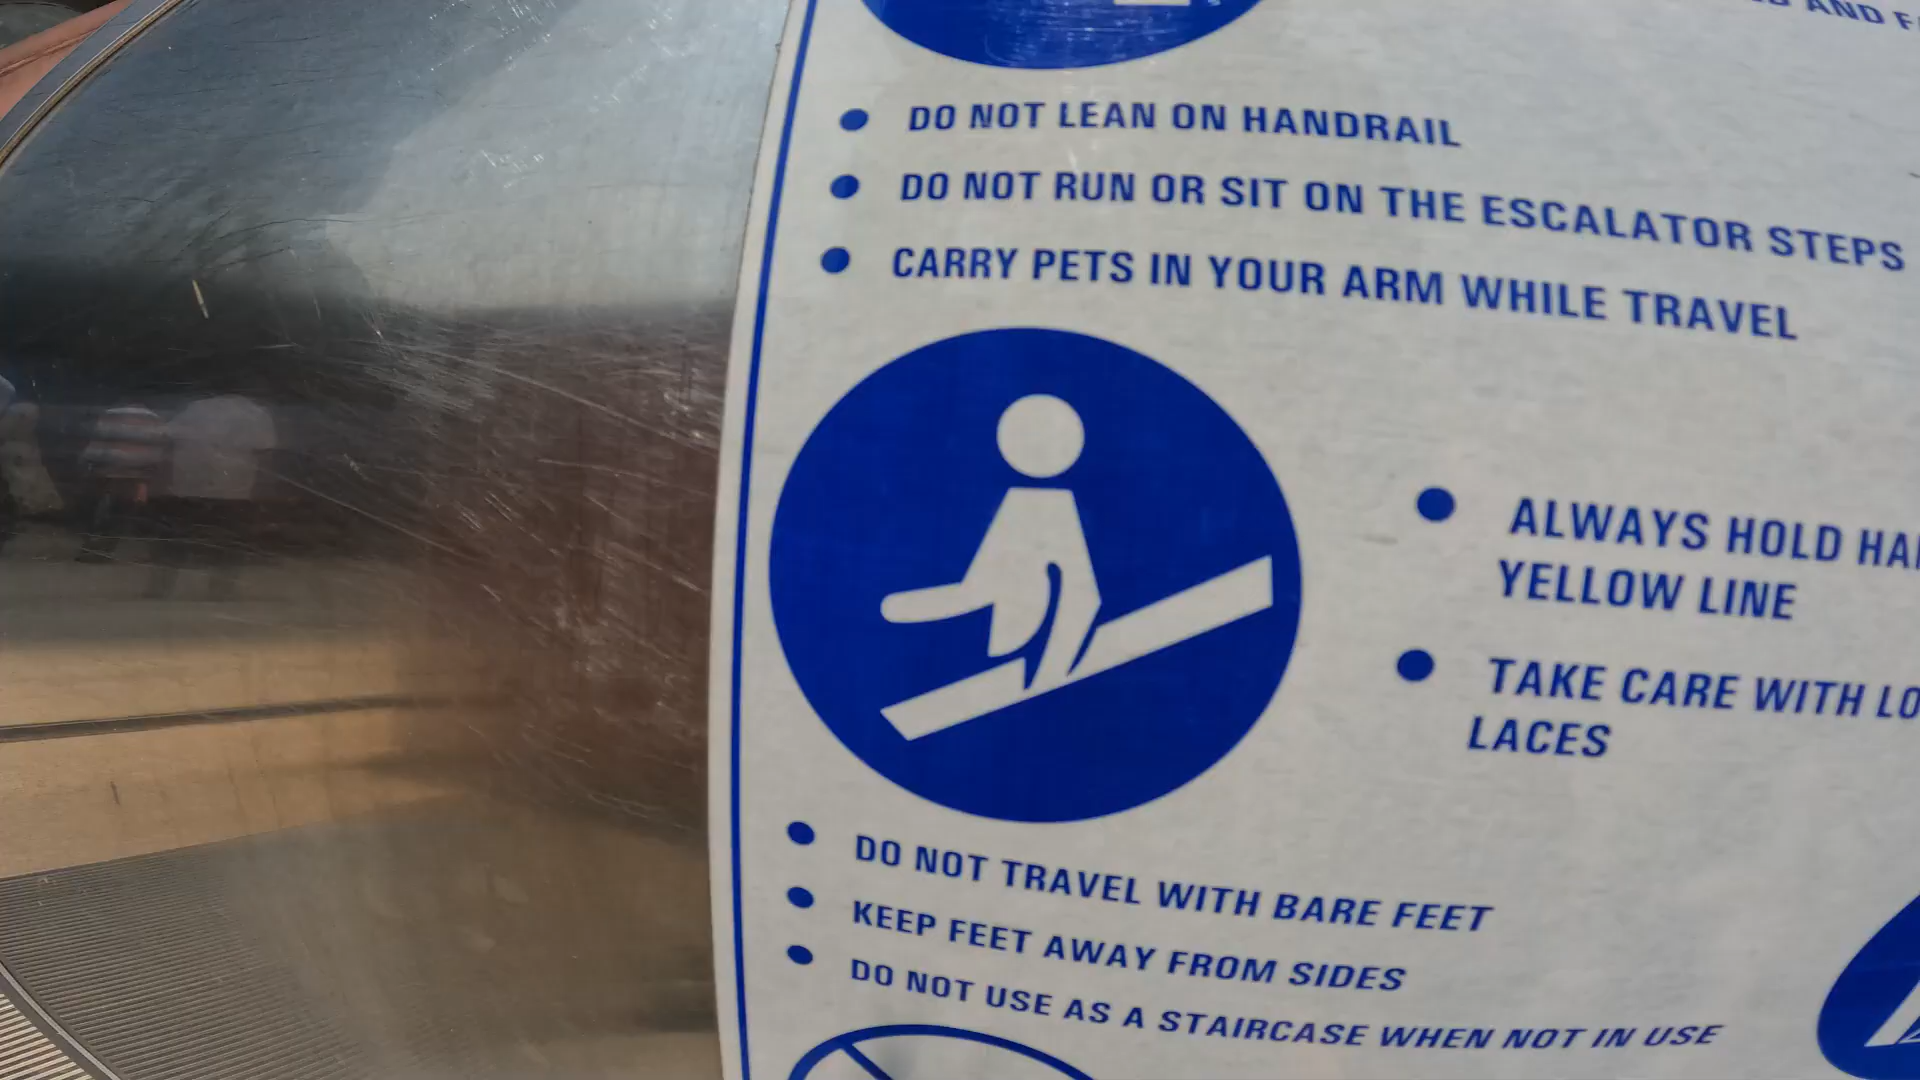 AND
DO NOT LEAN ON HANDRAIL
DO NOT RUN OR SIT ON THE ESCALATOR STEPS
CARRY PETS IN YOUR ARM WHILE TRAVEL
ALWAYS HOLD
YELLOW LINE
TAKE CARE WITH
LACES
DO NOT TRAVEL WITH BARE FEET
KEEP FEET AWAY FROM SIDES
DO NOT USE AS A STAIRCASE WHEN NOT IN USE